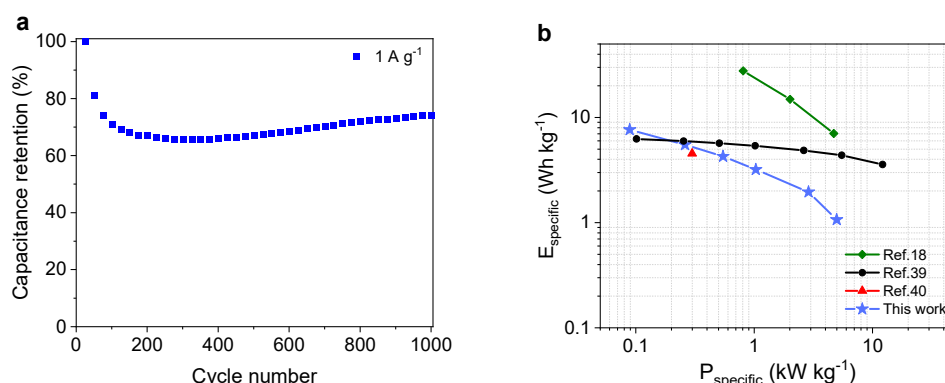 a
Capacitance retention (%)
100
80
60
40
20
0
1 A g⁻¹
0 200 400 600 800 1000
Cycle number
b
E_specific (Wh kg⁻¹)
10
1
0.1
Ref.18
Ref.39
Ref.40
This work
0.1 1 10
P_specific (kW kg⁻¹)